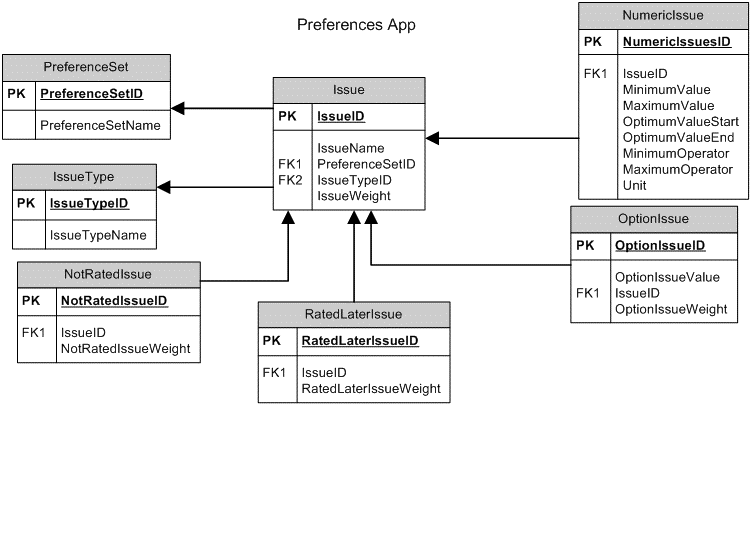 Preferences App
PreferenceSet
PK PreferenceSetID
PreferenceSetName
IssueType
PK IssueTypeID
IssueTypeName
NotRatedIssue
PK NotRatedIssueID
FK1 IssueID
NotRatedIssueWeight
Issue
PK IssueID
IssueName
FK1 PreferenceSetID
FK2 IssueTypeID
IssueWeight
RatedLaterIssue
PK RatedLaterIssueID
FK1 IssueID
RatedLaterIssueWeight
NumericIssue
PK NumericIssuesID
FK1 IssueID
MinimumValue
MaximumValue
OptimumValueStart
OptimumValueEnd
MinimumOperator
MaximumOperator
Unit
OptionIssue
PK OptionIssueID
OptionIssueValue
FK1 IssueID
OptionIssueWeight